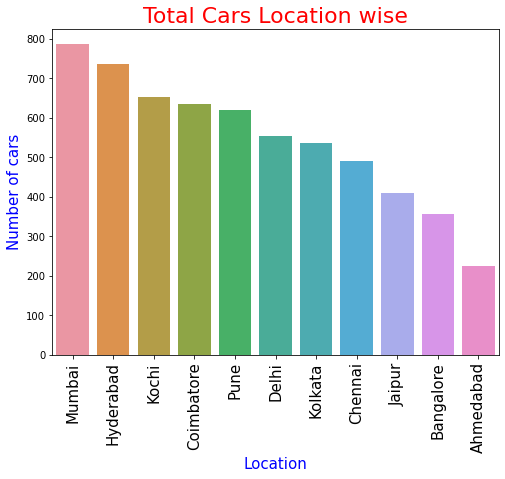 Total Cars Location wise
Number of cars
800
700
600
500
400
300
200
100
0
Mumbai
Hyderabad
Kochi
Coimbatore
Pune
Delhi
Kolkata
Chennai
Jaipur
Bangalore
Ahmedabad
Location